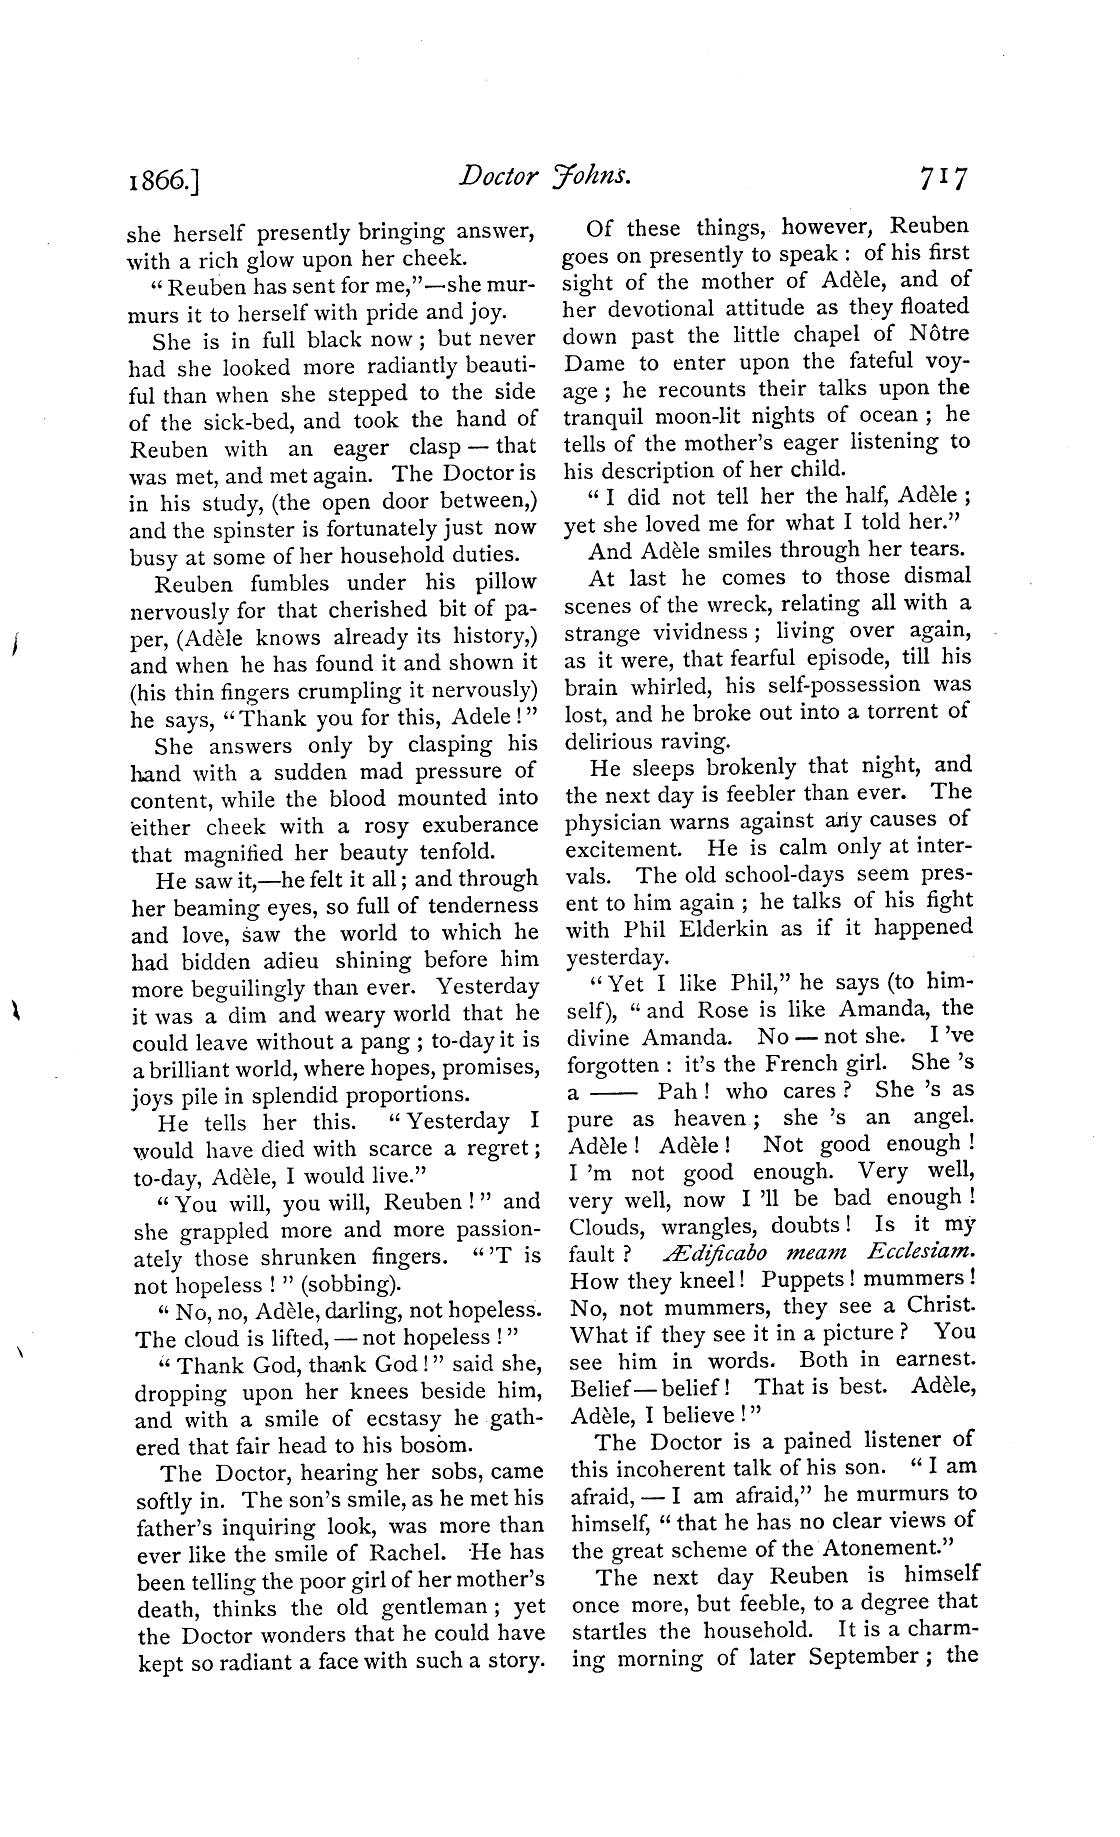 1866.] Doctor Johns. 717
she herself presently bringing answer,
with a rich glow upon her cheek.
“Reuben has sent for me,”—she mur-
murs it to herself with pride and joy.
She is in full black now; but never
had she looked more radiantly beauti-
ful than when she stepped to the side
of the sick-bed, and took the hand of
Reuben with an eager clasp — that
was met, and met again. The Doctor is
in his study, (the open door between,)
and the spinster is fortunately just now
busy at some of her household duties.
Reuben fumbles under his pillow
nervously for that cherished bit of pa-
per, (Adèle knows already its history,)
and when he has found it and shown it
(his thin fingers crumpling it nervously)
he says, “Thank you for this, Adele!”
She answers only by clasping his
hand with a sudden mad pressure of
content, while the blood mounted into
either cheek with a rosy exuberance
that magnified her beauty tenfold.
He saw it,—he felt it all; and through
her beaming eyes, so full of tenderness
and love, saw the world to which he
had bidden adieu shining before him
more beguilingly than ever. Yesterday
it was a dim and weary world that he
could leave without a pang; to-day it is
a brilliant world, where hopes, promises,
joys pile in splendid proportions.
He tells her this. “Yesterday I
would have died with scarce a regret;
to-day, Adèle, I would live.”
“You will, you will, Reuben!” and
she grappled more and more passion-
ately those shrunken fingers. “’T is
not hopeless!” (sobbing).
“No, no, Adèle, darling, not hopeless.
The cloud is lifted, — not hopeless!”
“Thank God, thank God!” said she,
dropping upon her knees beside him,
and with a smile of ecstasy he gath-
ered that fair head to his bosom.
The Doctor, hearing her sobs, came
softly in. The son's smile, as he met his
father's inquiring look, was more than
ever like the smile of Rachel. He has
been telling the poor girl of her mother's
death, thinks the old gentleman; yet
the Doctor wonders that he could have
kept so radiant a face with such a story.
Of these things, however, Reuben
goes on presently to speak: of his first
sight of the mother of Adèle, and of
her devotional attitude as they floated
down past the little chapel of Nôtre
Dame to enter upon the fateful voy-
age; he recounts their talks upon the
tranquil moon-lit nights of ocean; he
tells of the mother's eager listening to
his description of her child.
“I did not tell her the half, Adèle;
yet she loved me for what I told her.”
And Adèle smiles through her tears.
At last he comes to those dismal
scenes of the wreck, relating all with a
strange vividness; living over again,
as it were, that fearful episode, till his
brain whirled, his self-possession was
lost, and he broke out into a torrent of
delirious raving.
He sleeps brokenly that night, and
the next day is feebler than ever. The
physician warns against any causes of
excitement. He is calm only at inter-
vals. The old school-days seem pres-
ent to him again; he talks of his fight
with Phil Elderkin as if it happened
yesterday.
“Yet I like Phil,” he says (to him-
self), “and Rose is like Amanda, the
divine Amanda. No — not she. I 've
forgotten: it's the French girl. She 's
a —— Pah! who cares? She 's as
pure as heaven; she 's an angel.
Adèle! Adèle! Not good enough!
I 'm not good enough. Very well,
very well, now I 'll be bad enough!
Clouds, wrangles, doubts! Is it my
fault? Ædificabo meam Ecclesiam.
How they kneel! Puppets! mummers!
No, not mummers, they see a Christ.
What if they see it in a picture? You
see him in words. Both in earnest.
Belief—belief! That is best. Adèle,
Adèle, I believe!”
The Doctor is a pained listener of
this incoherent talk of his son. “I am
afraid, — I am afraid,” he murmurs to
himself, “that he has no clear views of
the great scheme of the Atonement.”
The next day Reuben is himself
once more, but feeble, to a degree that
startles the household. It is a charm-
ing morning of later September; the